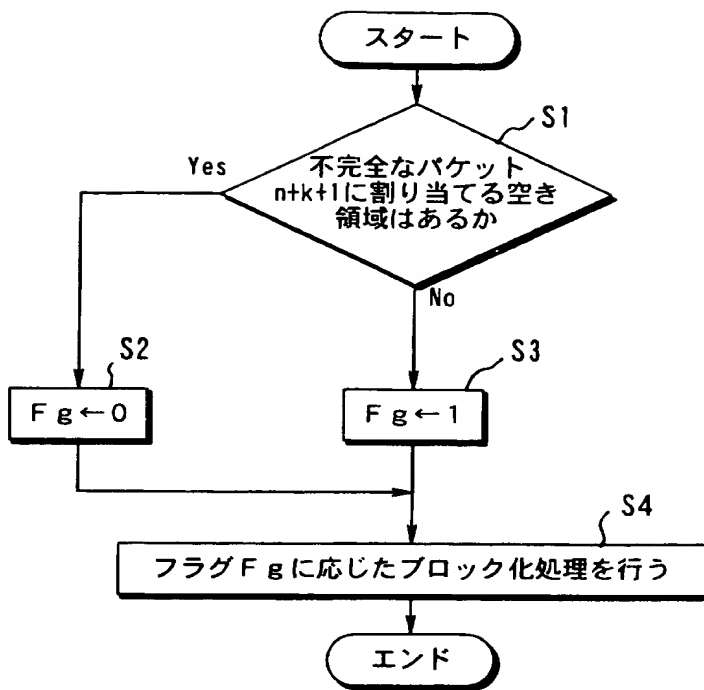 スタート
S1
Yes
不完全なパケット
n+k+1に割り当てる空き
領域はあるか
No
S2
S3
Fg←0
Fg←1
S4
フラグFgに応じたブロック化処理を行う
エンド